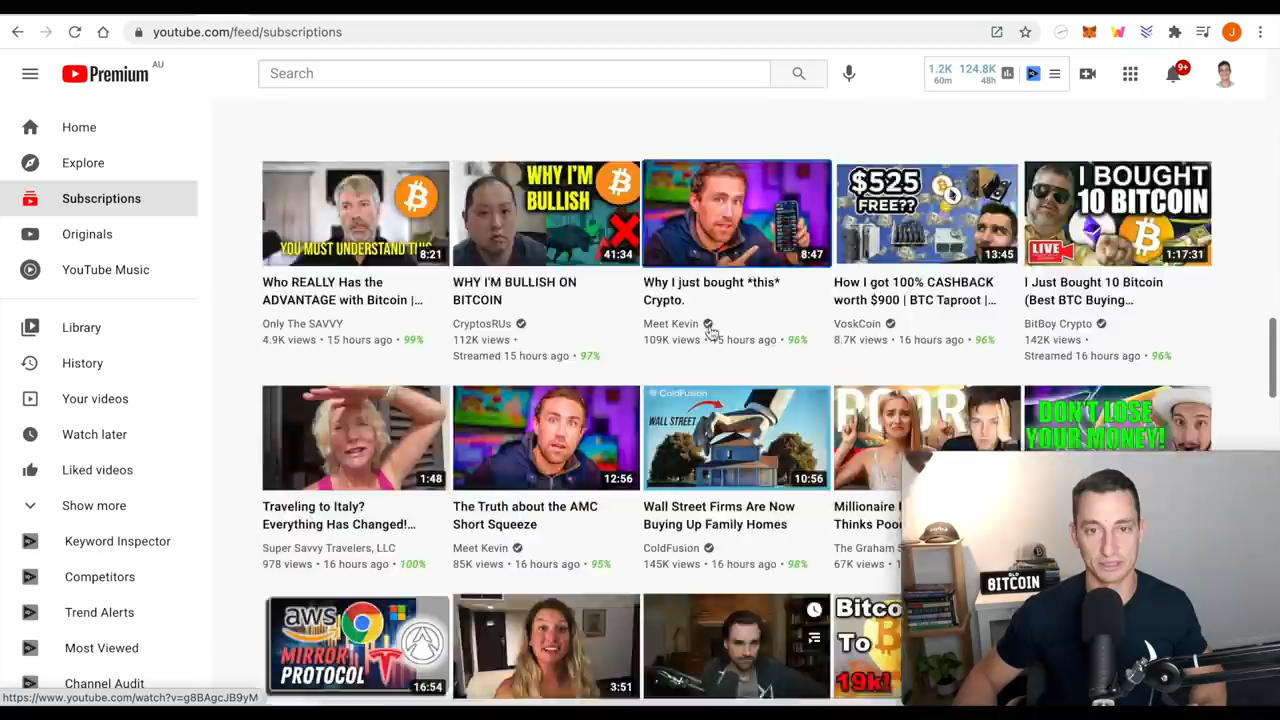 youtube.com/feed/subscriptions
J
Premium AU
Search
1.2K 124.8K
60m 48h
9+
Home
Explore
Subscriptions
Originals
YouTube Music
Library
History
Your videos
Watch later
Liked videos
Show more
Keyword Inspector
Competitors
Trend Alerts
Most Viewed
Channel Audit
https://www.youtube.com/watch?v=g8BAgcJB9yM
YOU MUST UNDERSTAND THIS
8:21
Who REALLY Has the
ADVANTAGE with Bitcoin |...
Only The SAVVY
4.9K views • 15 hours ago • 99%
WHY I'M
BULLISH
41:34
WHY I'M BULLISH ON
BITCOIN
CryptosRUs
112K views •
Streamed 15 hours ago • 97%
8:47
Why I just bought *this*
Crypto.
Meet Kevin
109K views • 15 hours ago • 96%
$525
FREE??
13:45
How I got 100% CASHBACK
worth $900 | BTC Taproot |...
VoskCoin
8.7K views • 16 hours ago • 96%
I BOUGHT
10 BITCOIN
LIVE
1:17:31
I Just Bought 10 Bitcoin
(Best BTC Buying...
BitBoy Crypto
142K views •
Streamed 16 hours ago • 96%
1:48
Traveling to Italy?
Everything Has Changed!...
Super Savvy Travelers, LLC
978 views • 16 hours ago • 100%
12:56
The Truth about the AMC
Short Squeeze
Meet Kevin
85K views • 16 hours ago • 95%
ColdFusion
WALL STREET
10:56
Wall Street Firms Are Now
Buying Up Family Homes
ColdFusion
145K views • 16 hours ago • 98%
POOR
Millionaire
Thinks Poo
The Graham S
67K views •
DON'T LOSE
YOUR MONEY!
aws
MIRROR
PROTOCOL
16:54
3:51
Bitco
To
19k!
BITCOIN